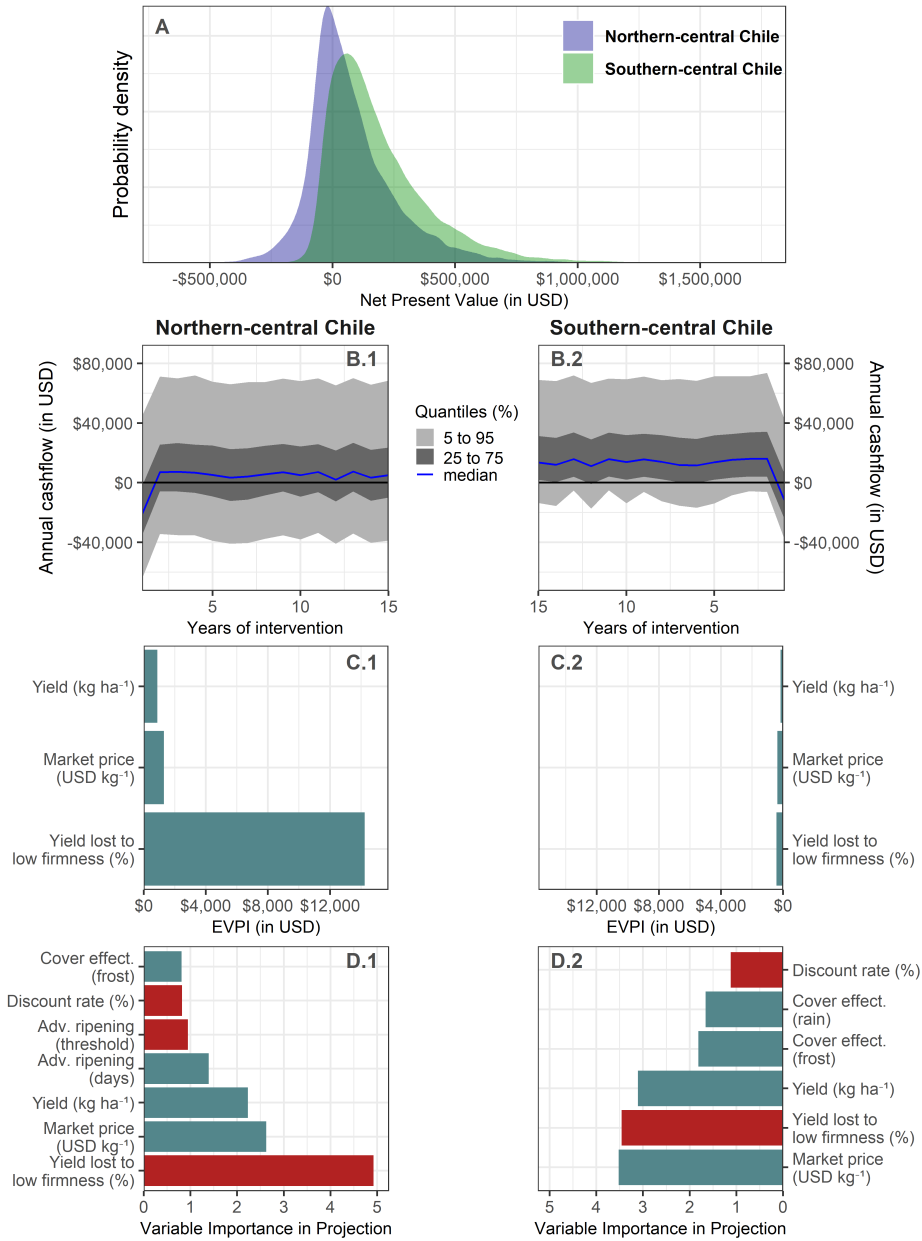 A
Northern-central Chile
Southern-central Chile
Probability density
-$500,000
$0
$500,000
$1,000,000
$1,500,000
Net Present Value (in USD)
Northern-central Chile
Southern-central Chile
B.1
Annual cashflow (in USD)
$80,000
$40,000
$0
-$40,000
5
10
15
Years of intervention
Quantiles (%)
5 to 95
25 to 75
median
B.2
$80,000
$40,000
$0
-$40,000
Annual cashflow (in USD)
15
10
5
Years of intervention
C.1
Yield (kg ha⁻¹)
Market price
(USD kg⁻¹)
Yield lost to
low firmness (%)
$0
$4,000
$8,000
$12,000
EVPI (in USD)
C.2
Yield (kg ha⁻¹)
Market price
(USD kg⁻¹)
Yield lost to
low firmness (%)
$12,000
$8,000
$4,000
$0
EVPI (in USD)
D.1
Cover effect.
(frost)
Discount rate (%)
Adv. ripening
(threshold)
Adv. ripening
(days)
Yield (kg ha⁻¹)
Market price
(USD kg⁻¹)
Yield lost to
low firmness (%)
0
1
2
3
4
5
Variable Importance in Projection
D.2
Discount rate (%)
Cover effect.
(rain)
Cover effect.
(frost)
Yield (kg ha⁻¹)
Yield lost to
low firmness (%)
Market price
(USD kg⁻¹)
5
4
3
2
1
0
Variable Importance in Projection